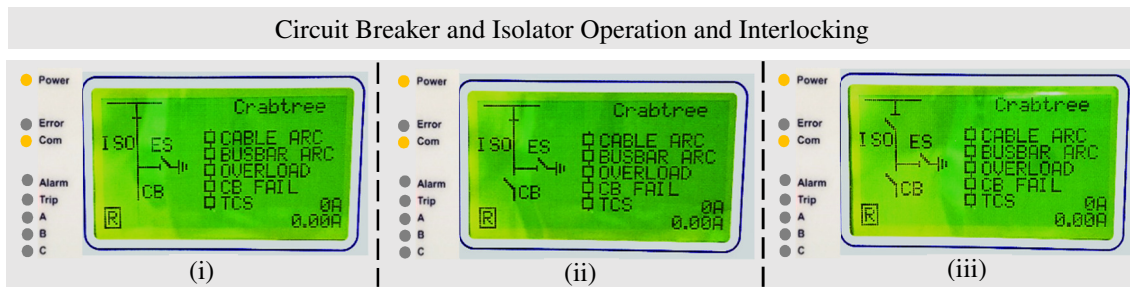 Circuit Breaker and Isolator Operation and Interlocking
Power
Error
Com
Alarm
Trip
A
B
C
Crabtree
ISO
ES
CB
CABLE ARC
BUSBAR ARC
OVERLOAD
CB FAIL
TCS
0A
0.00A
R
(i)
Power
Error
Com
Alarm
Trip
A
B
C
Crabtree
ISO
ES
CB
CABLE ARC
BUSBAR ARC
OVERLOAD
CB FAIL
TCS
0A
0.00A
R
(ii)
Power
Error
Com
Alarm
Trip
A
B
C
Crabtree
ISO
ES
CB
CABLE ARC
BUSBAR ARC
OVERLOAD
CB FAIL
TCS
0A
0.00A
R
(iii)